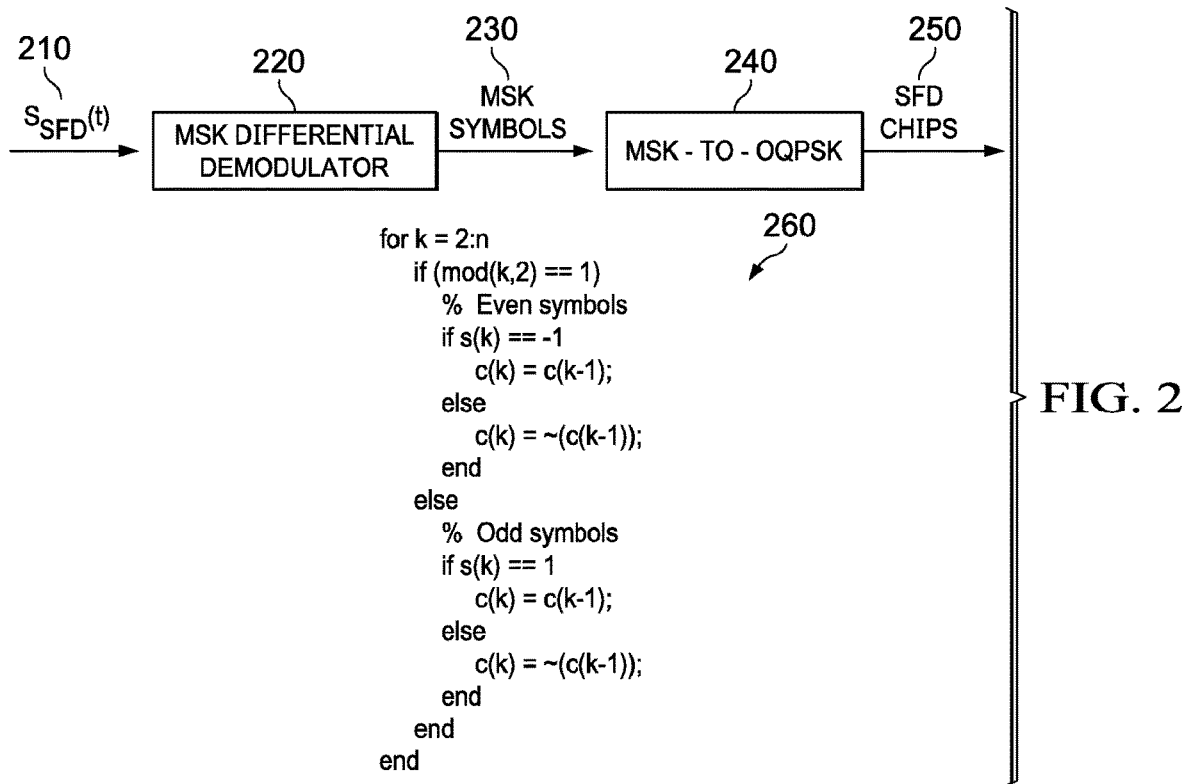 210
220
230
240
250
S_SFD(t)
MSK DIFFERENTIAL
DEMODULATOR
MSK
SYMBOLS
MSK - TO - OQPSK
SFD
CHIPS
260
for k = 2:n
if (mod(k,2) == 1)
% Even symbols
if s(k) == -1
c(k) = c(k-1);
else
c(k) = ~(c(k-1));
end
else
% Odd symbols
if s(k) == 1
c(k) = c(k-1);
else
c(k) = ~(c(k-1));
end
end
end
FIG. 2